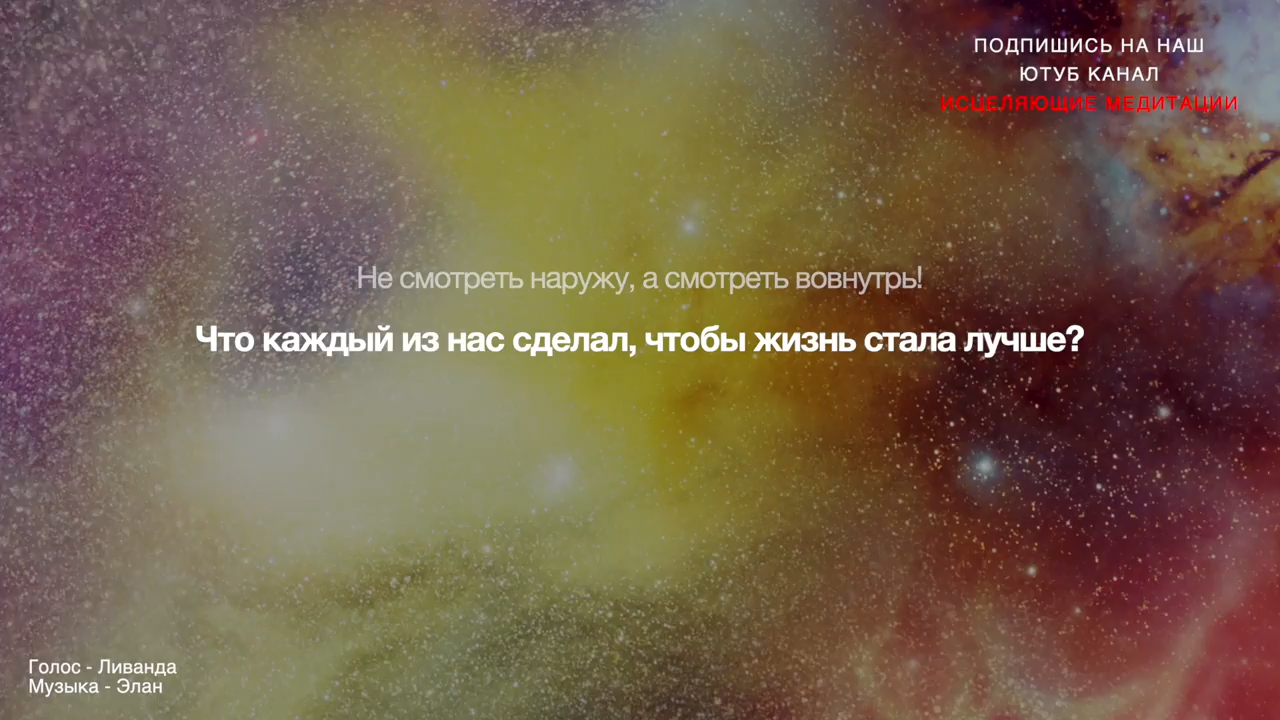 ПОДПИШИСЬ НА НАШ
ЮТУБ КАНАЛ
ИСЦЕЛЯЮЩИЕ МЕДИТАЦИИ
Не смотреть наружу, а смотреть вовнутрь!
Что каждый из нас сделал, чтобы жизнь стала лучше?
Голос - Ливанда
Музыка - Элан